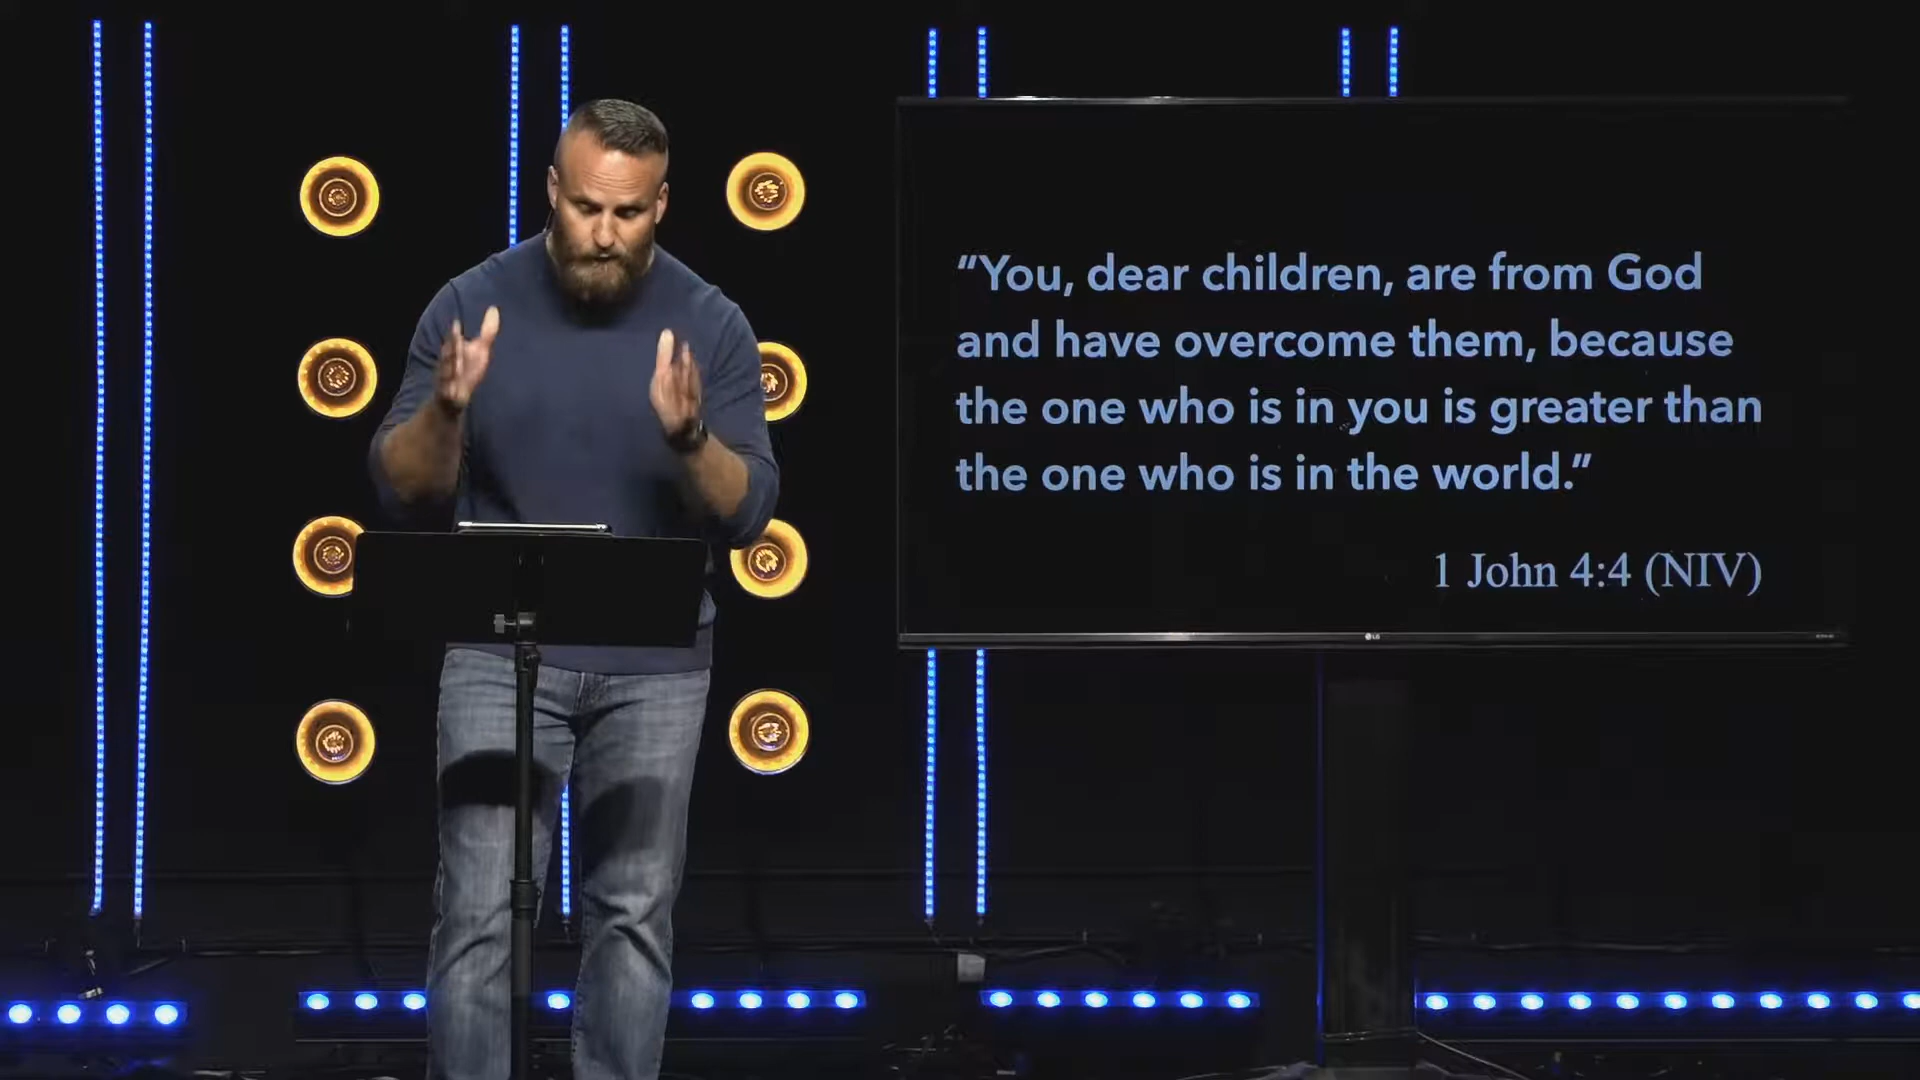 “You, dear children, are from God
and have overcome them, because
the one who is in you is greater than
the one who is in the world.”
1 John 4:4 (NIV)
LG